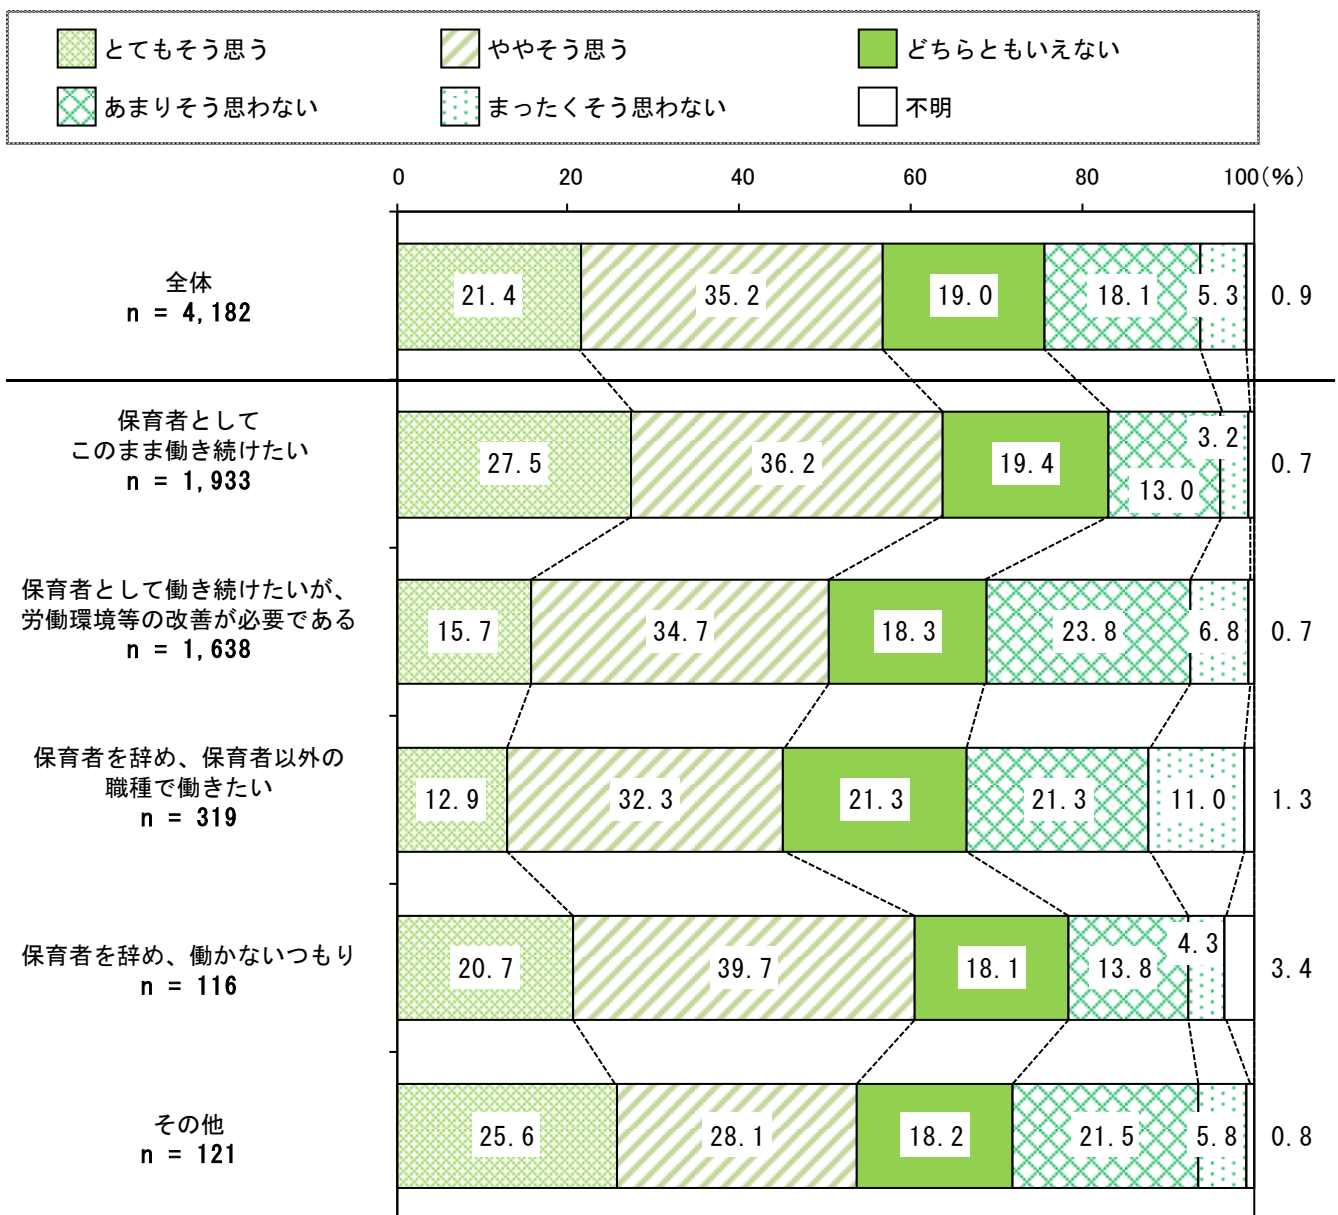 とてもそう思う ややそう思う どちらともいえない
あまりそう思わない まったくそう思わない 不明
0 20 40 60 80 100(%)
全体
n = 4,182
21.4 35.2 19.0 18.1 5.3 0.9
保育者として
このまま働き続けたい
n = 1,933
27.5 36.2 19.4 13.0 3.2 0.7
保育者として働き続けたいが、
労働環境等の改善が必要である
n = 1,638
15.7 34.7 18.3 23.8 6.8 0.7
保育者を辞め、保育者以外の
職種で働きたい
n = 319
12.9 32.3 21.3 21.3 11.0 1.3
保育者を辞め、働かないつもり
n = 116
20.7 39.7 18.1 13.8 4.3 3.4
その他
n = 121
25.6 28.1 18.2 21.5 5.8 0.8